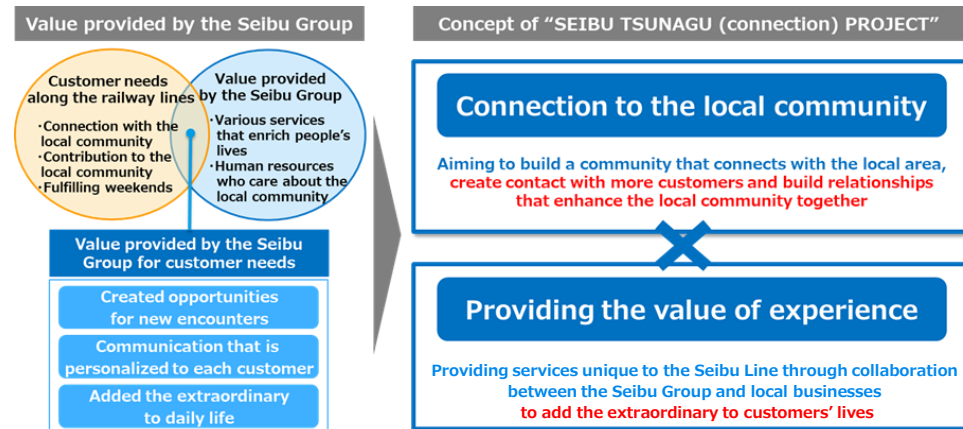 Value provided by the Seibu Group
Customer needs
along the railway lines
・Connection with the
local community
・Contribution to the
local community
・Fulfilling weekends
Value provided
by the Seibu Group
・Various services
that enrich people’s
lives
・Human resources
who care about the
local community
Value provided by the Seibu
Group for customer needs
Created opportunities
for new encounters
Communication that is
personalized to each customer
Added the extraordinary
to daily life
Concept of “SEIBU TSUNAGU (connection) PROJECT”
Connection to the local community
Aiming to build a community that connects with the local area,
create contact with more customers and build relationships
that enhance the local community together
Providing the value of experience
Providing services unique to the Seibu Line through collaboration
between the Seibu Group and local businesses
to add the extraordinary to customers’ lives